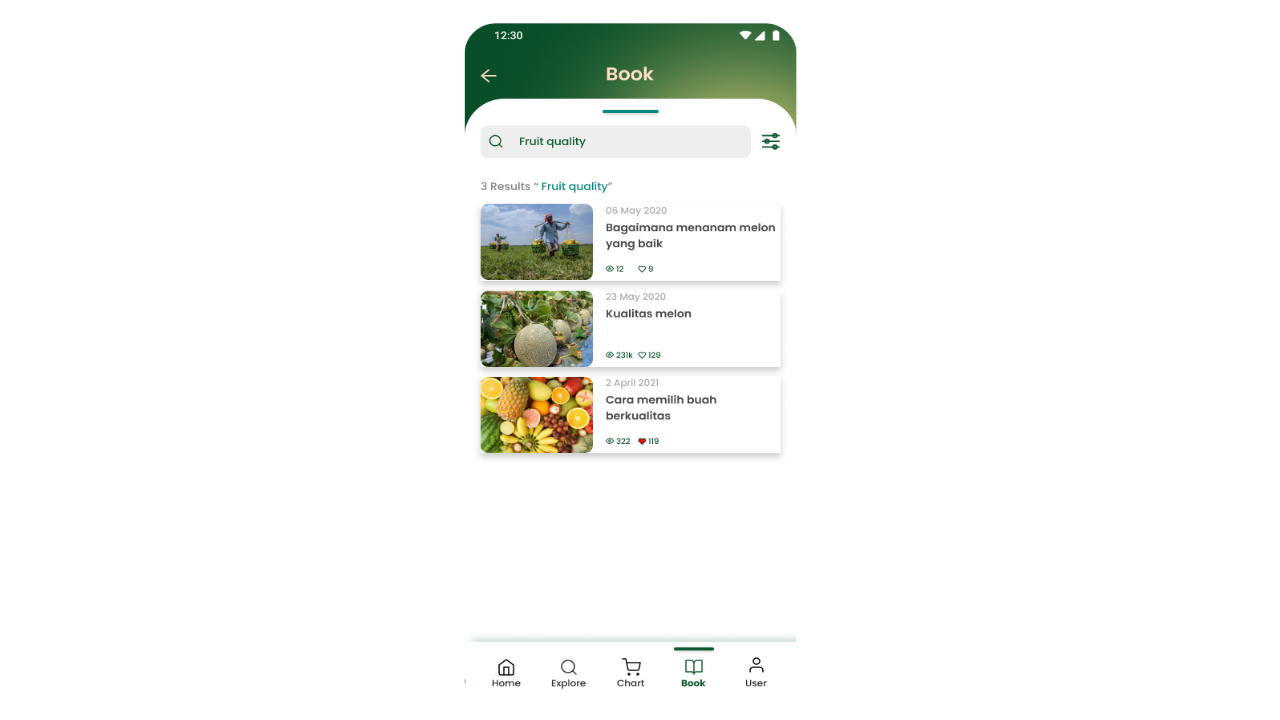 12:30
Book
Fruit quality
3 Results “ Fruit quality”
06 May 2020
Bagaimana menanam melon
yang baik
12 9
23 May 2020
Kualitas melon
231k 129
2 April 2021
Cara memilih buah
berkualitas
322 119
Home Explore Chart Book User